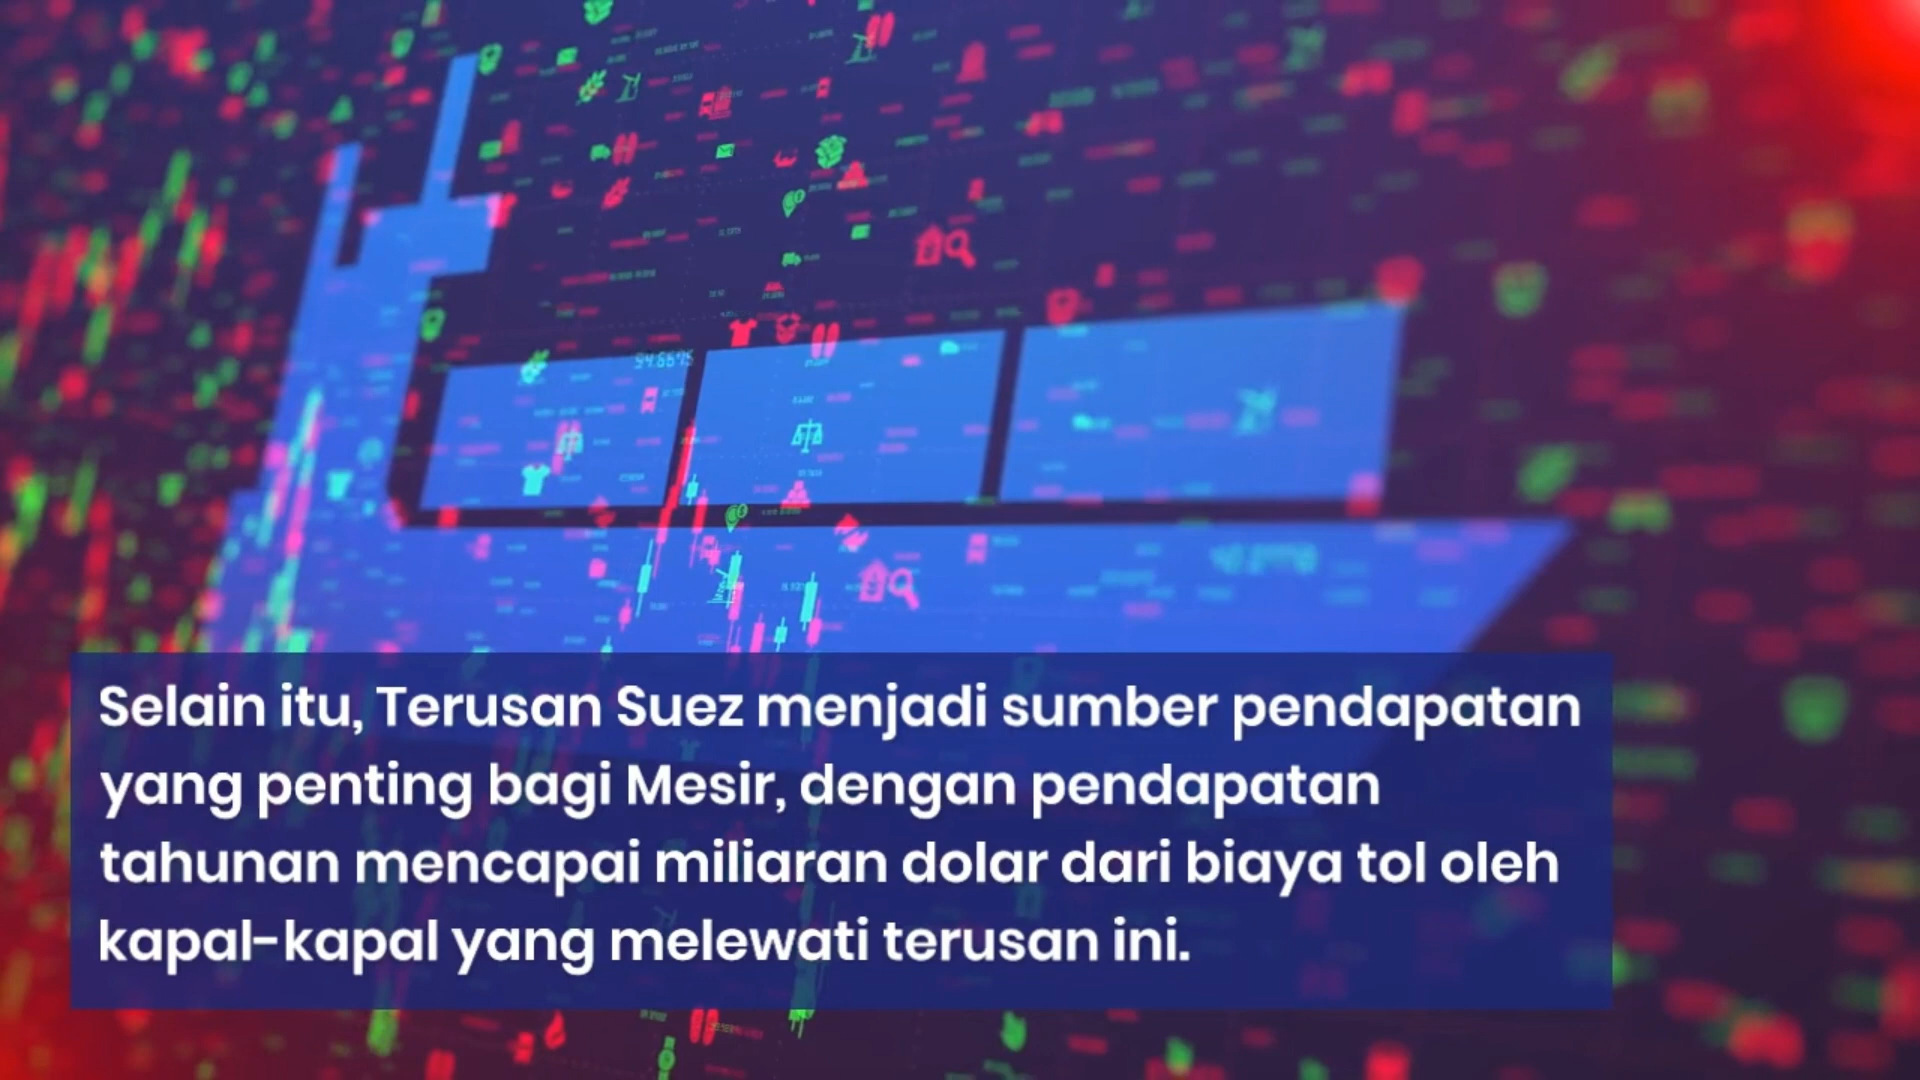 Selain itu, Terusan Suez menjadi sumber pendapatan
yang penting bagi Mesir, dengan pendapatan
tahunan mencapai miliaran dolar dari biaya tol oleh
kapal-kapal yang melewati terusan ini.